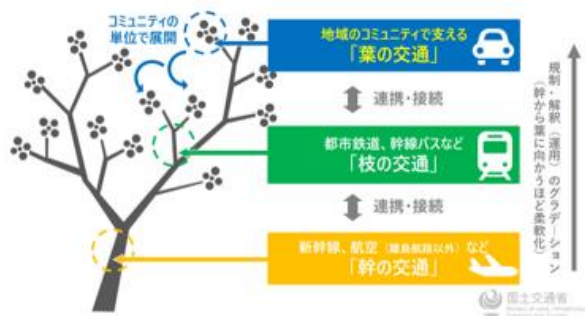 コミュニティの
単位で展開
地域のコミュニティで支える
「葉の交通」
連携・接続
都市鉄道、幹線バスなど
「枝の交通」
連携・接続
新幹線、航空（離島航路以外）など
「幹の交通」
規制・解釈（運用）のグラデーション
（幹から葉に向かうほど柔軟化）
国土交通省